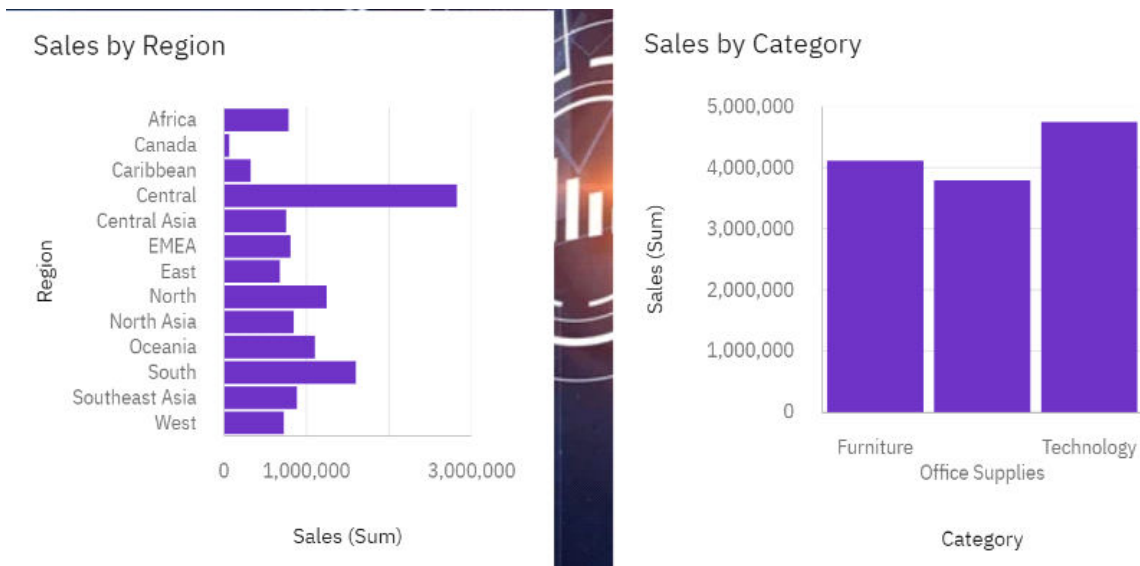 Sales by Region
Region
Africa
Canada
Caribbean
Central
Central Asia
EMEA
East
North
North Asia
Oceania
South
Southeast Asia
West
0 1,000,000 3,000,000
Sales (Sum)
Sales by Category
Sales (Sum)
5,000,000
4,000,000
3,000,000
2,000,000
1,000,000
0
Furniture Technology
Office Supplies
Category